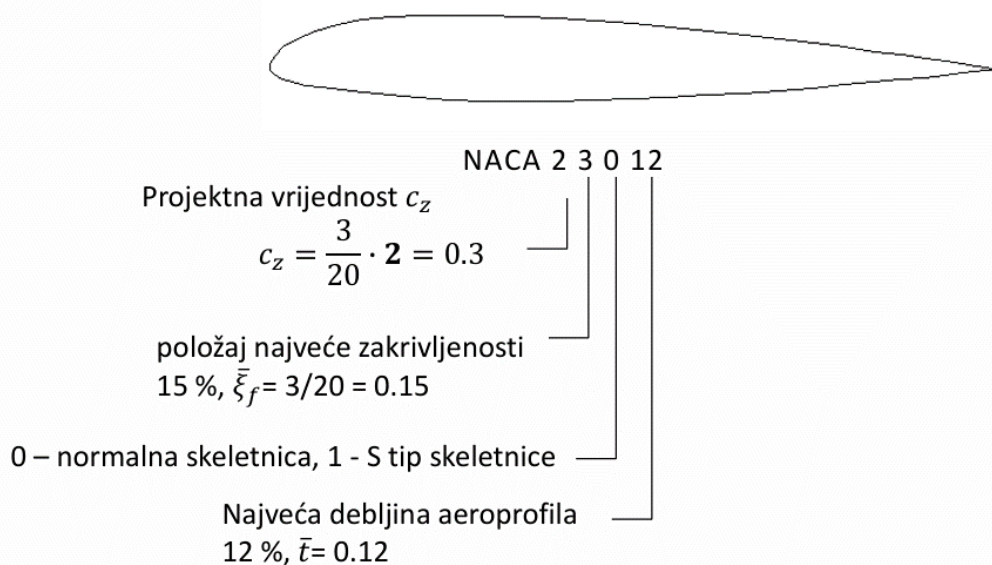 NACA 2 3 0 12
Projektna vrijednost c_z
c_z = 3/20 · 2 = 0.3
položaj najveće zakrivljenosti
15 %, ξ̄_f = 3/20 = 0.15
0 – normalna skeletnica, 1 - S tip skeletnice
Najveća debljina aeroprofila
12 %, t̄= 0.12